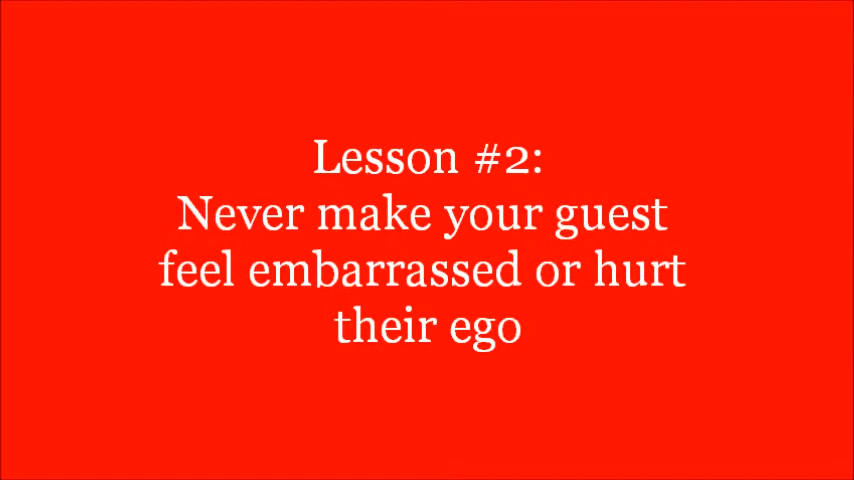 Lesson #2:
Never make your guest
feel embarrassed or hurt
their ego